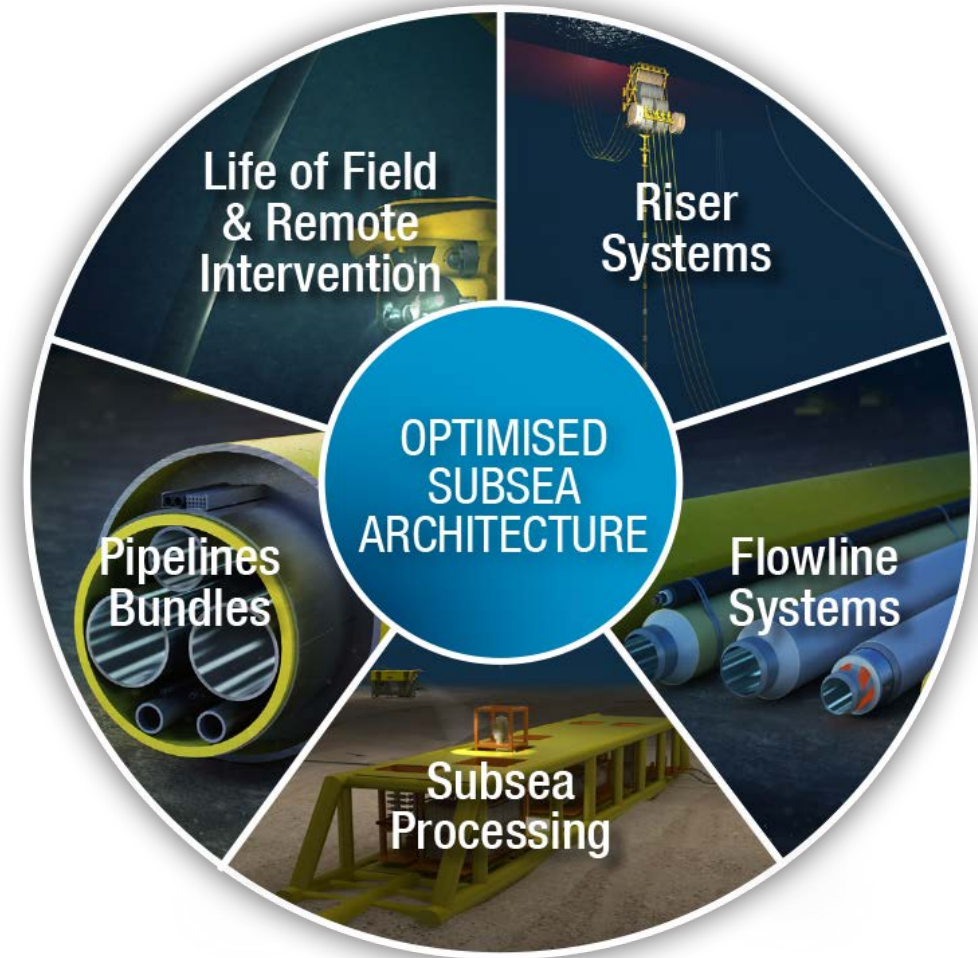 Life of Field
& Remote
Intervention
Riser
Systems
OPTIMISED
SUBSEA
ARCHITECTURE
Pipelines
Bundles
Flowline
Systems
Subsea
Processing